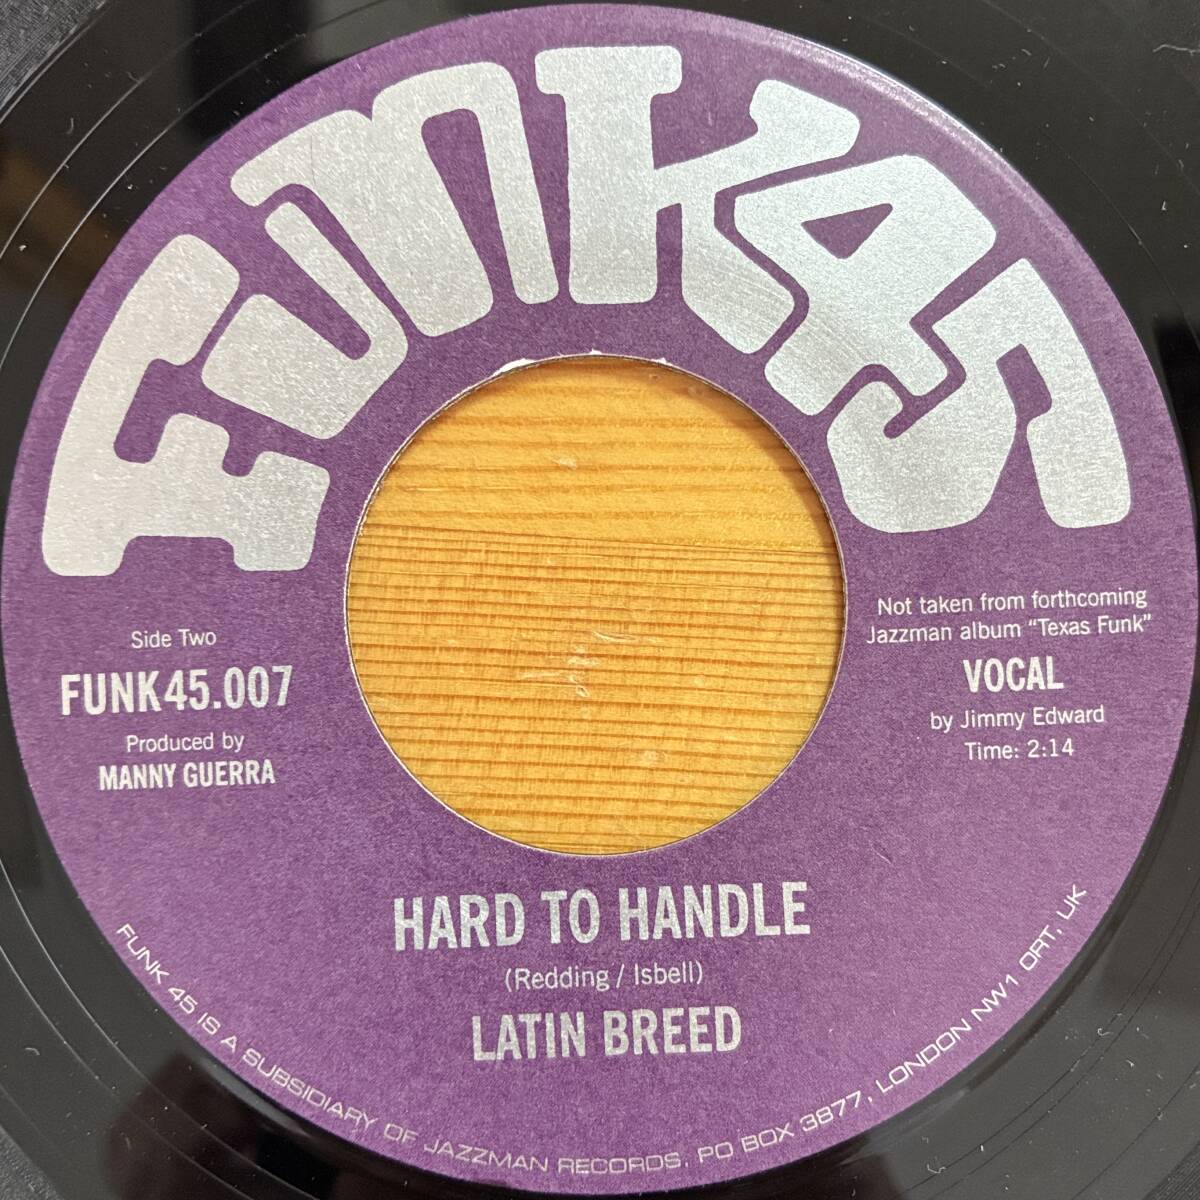 FUNK45
Side Two
FUNK45.007
Produced by
MANNY GUERRA
Not taken from forthcoming
Jazzman album "Texas Funk"
VOCAL
by Jimmy Edward
Time: 2:14
HARD TO HANDLE
(Redding / Isbell)
LATIN BREED
FUNK 45 IS A SUBSIDIARY OF JAZZMAN RECORDS, PO BOX 3877, LONDON NW1 0RT, UK